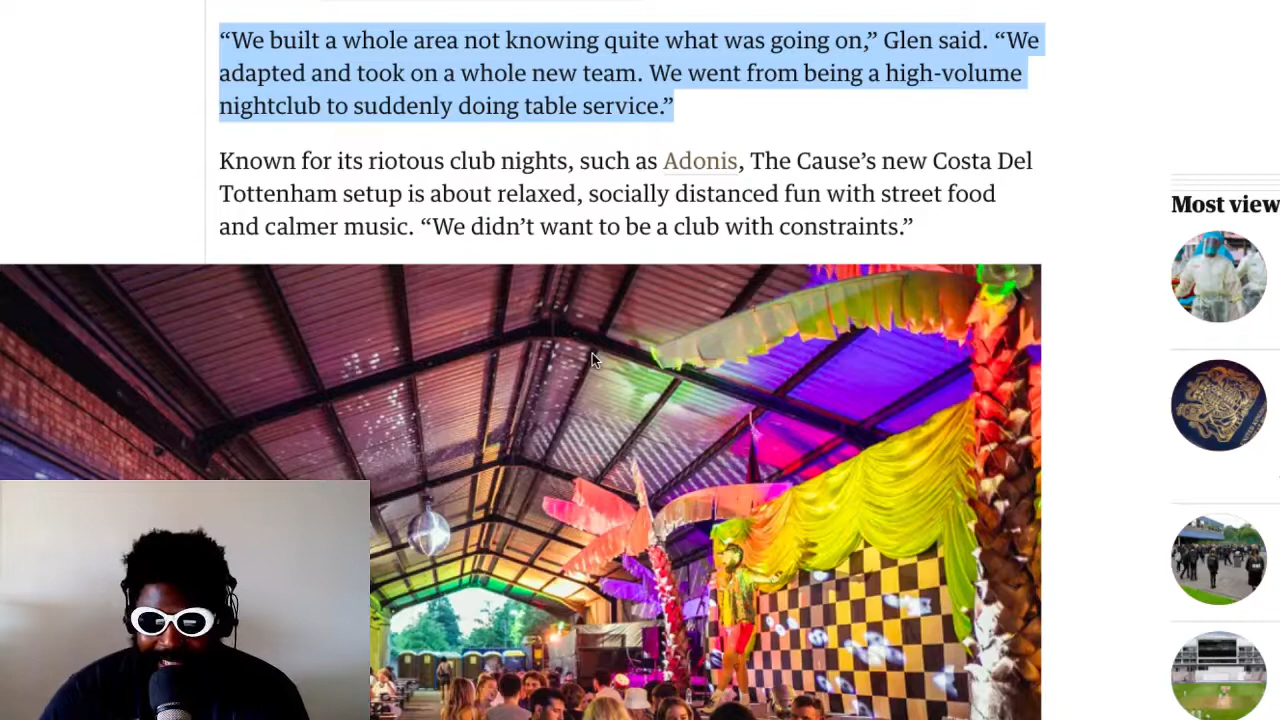 “We built a whole area not knowing quite what was going on,” Glen said. “We
adapted and took on a whole new team. We went from being a high-volume
nightclub to suddenly doing table service.”
Known for its riotous club nights, such as Adonis, The Cause’s new Costa Del
Tottenham setup is about relaxed, socially distanced fun with street food
and calmer music. “We didn’t want to be a club with constraints.”
Most view